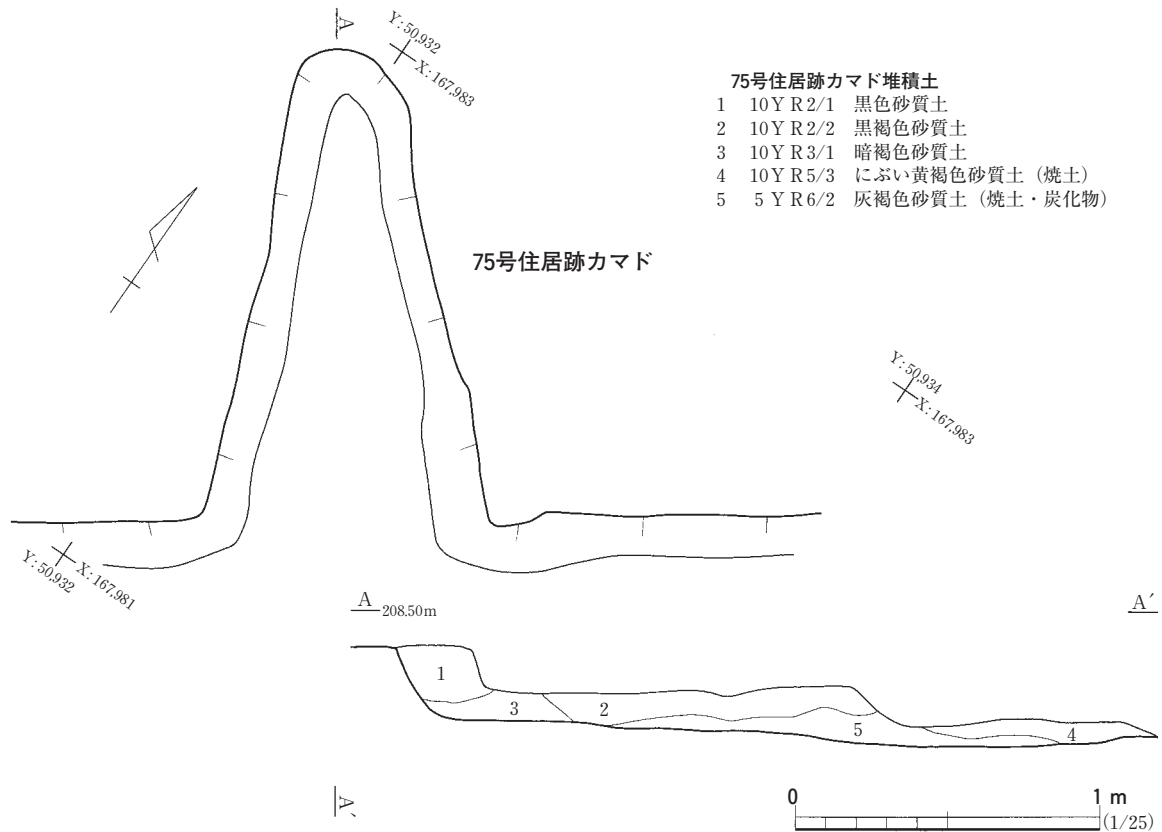 A
Y: 50,932
X: 167,983
75号住居跡カマド堆積土
1 10YR2/1 黒色砂質土
2 10YR2/2 黒褐色砂質土
3 10YR3/1 暗褐色砂質土
4 10YR5/3 にぶい黄褐色砂質土（焼土）
5 5YR6/2 灰褐色砂質土（焼土・炭化物）
75号住居跡カマド
Y: 50,934
X: 167,983
Y: 50,932
X: 167,981
A 208.50m
A′
1
3
2
5
4
A′
0 1 m
(1/25)